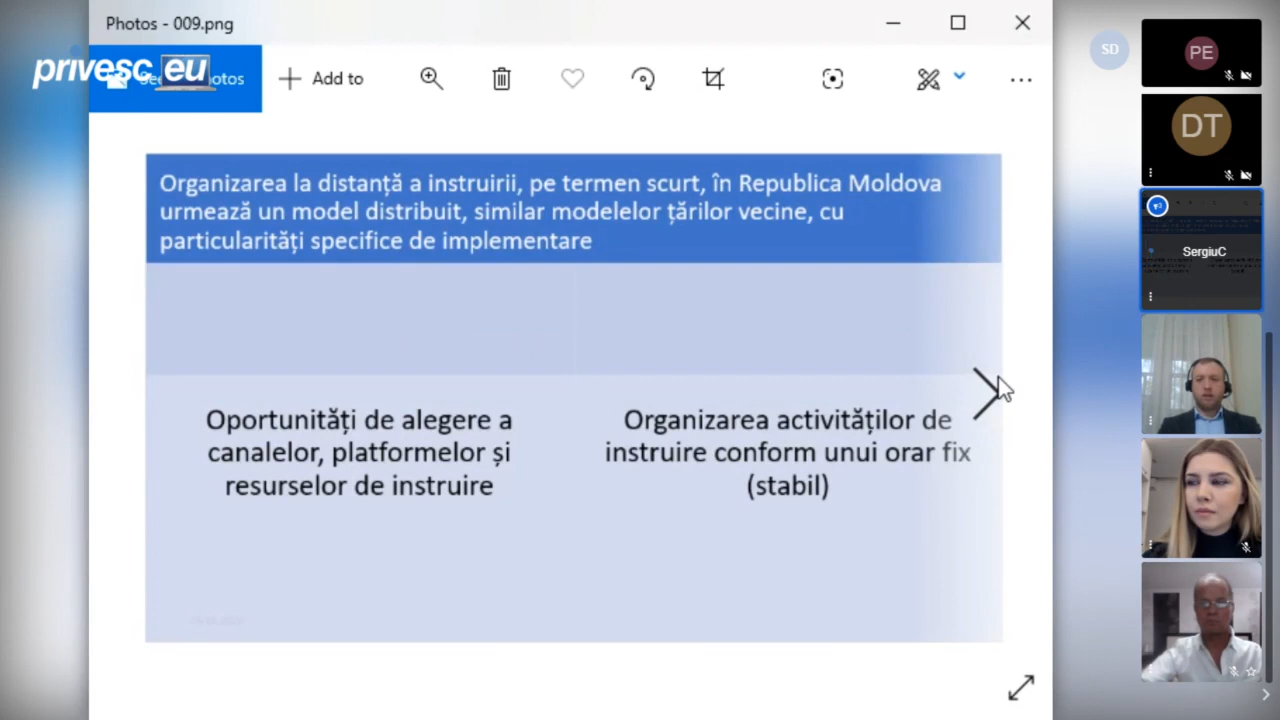 Photos - 009.png
privesc.eu
Add to
Organizarea la distanță a instruirii, pe termen scurt, în Republica Moldova
urmează un model distribuit, similar modelelor țărilor vecine, cu
particularități specifice de implementare
Oportunități de alegere a
canalelor, platformelor și
resurselor de instruire
Organizarea activităților de
instruire conform unui orar fix
(stabil)
SD
PE
DT
SergiuC